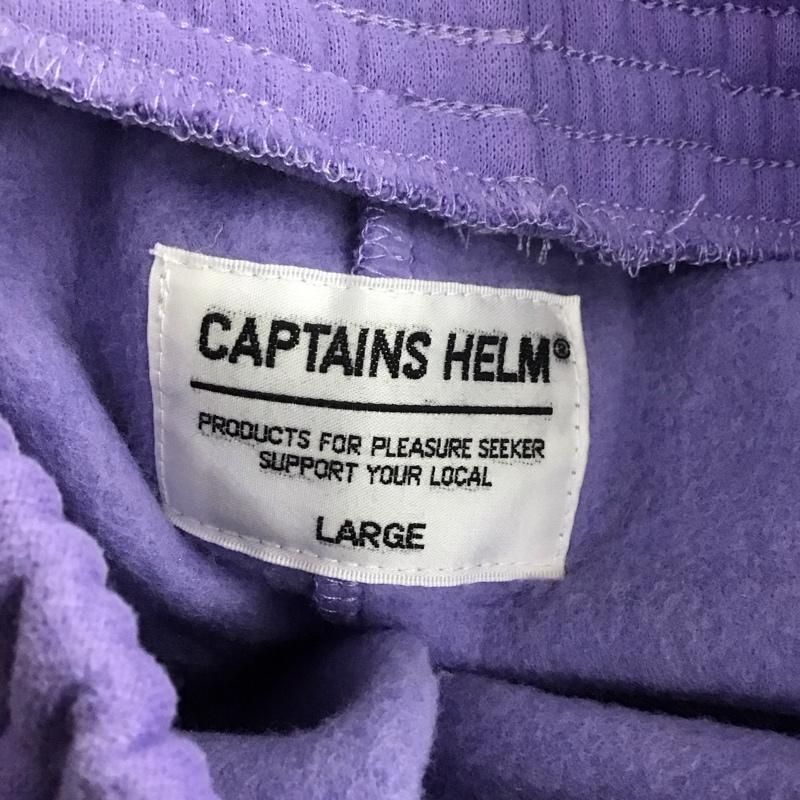 CAPTAINS HELM®
PRODUCTS FOR PLEASURE SEEKER
SUPPORT YOUR LOCAL
LARGE